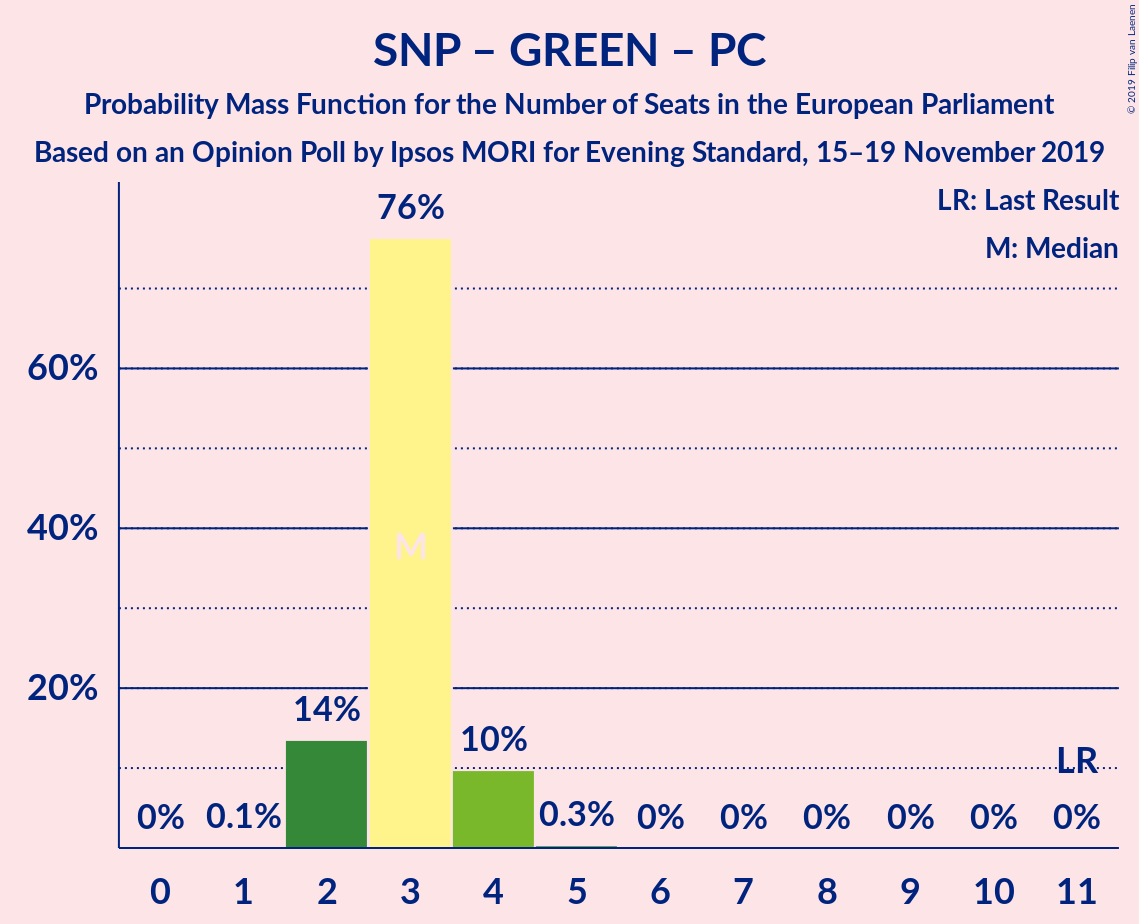 SNP – GREEN – PC
Probability Mass Function for the Number of Seats in the European Parliament
Based on an Opinion Poll by Ipsos MORI for Evening Standard, 15–19 November 2019
© 2019 Filip van Laenen
LR: Last Result
M: Median
76%
60%
40%
M
20%
14%
10%
LR
0% 0.1% 0.3% 0% 0% 0% 0% 0% 0%
0 1 2 3 4 5 6 7 8 9 10 11